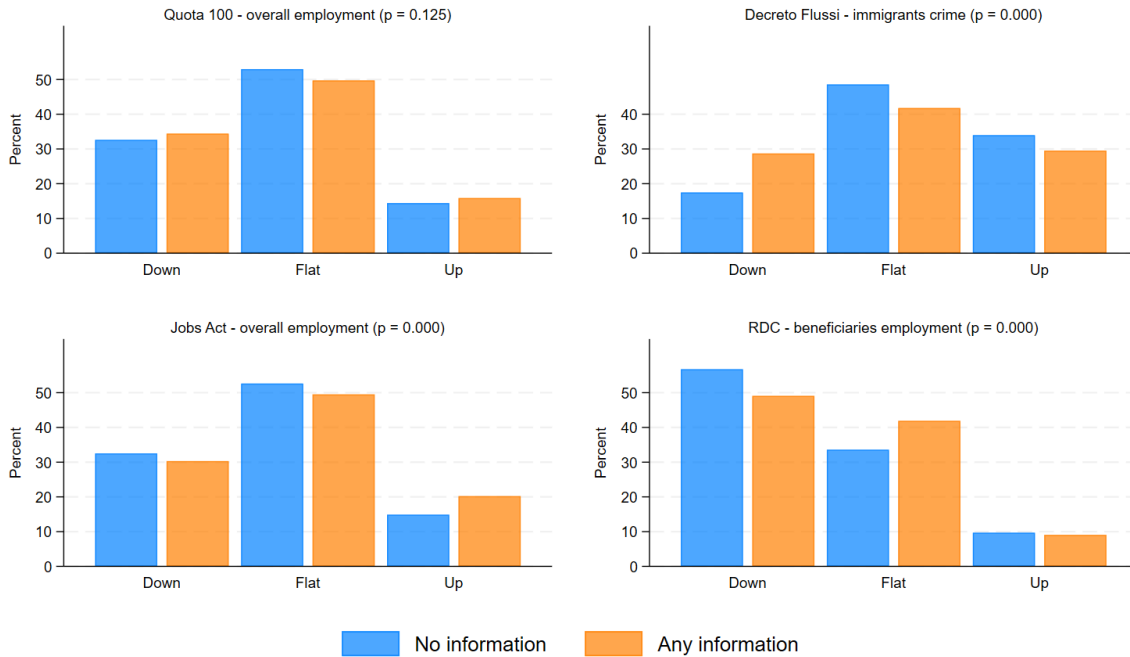 Quota 100 - overall employment (p = 0.125)
Percent
50
40
30
20
10
0
Down Flat Up
Decreto Flussi - immigrants crime (p = 0.000)
Percent
40
30
20
10
0
Down Flat Up
Jobs Act - overall employment (p = 0.000)
Percent
50
40
30
20
10
0
Down Flat Up
RDC - beneficiaries employment (p = 0.000)
Percent
50
40
30
20
10
0
Down Flat Up
No information Any information